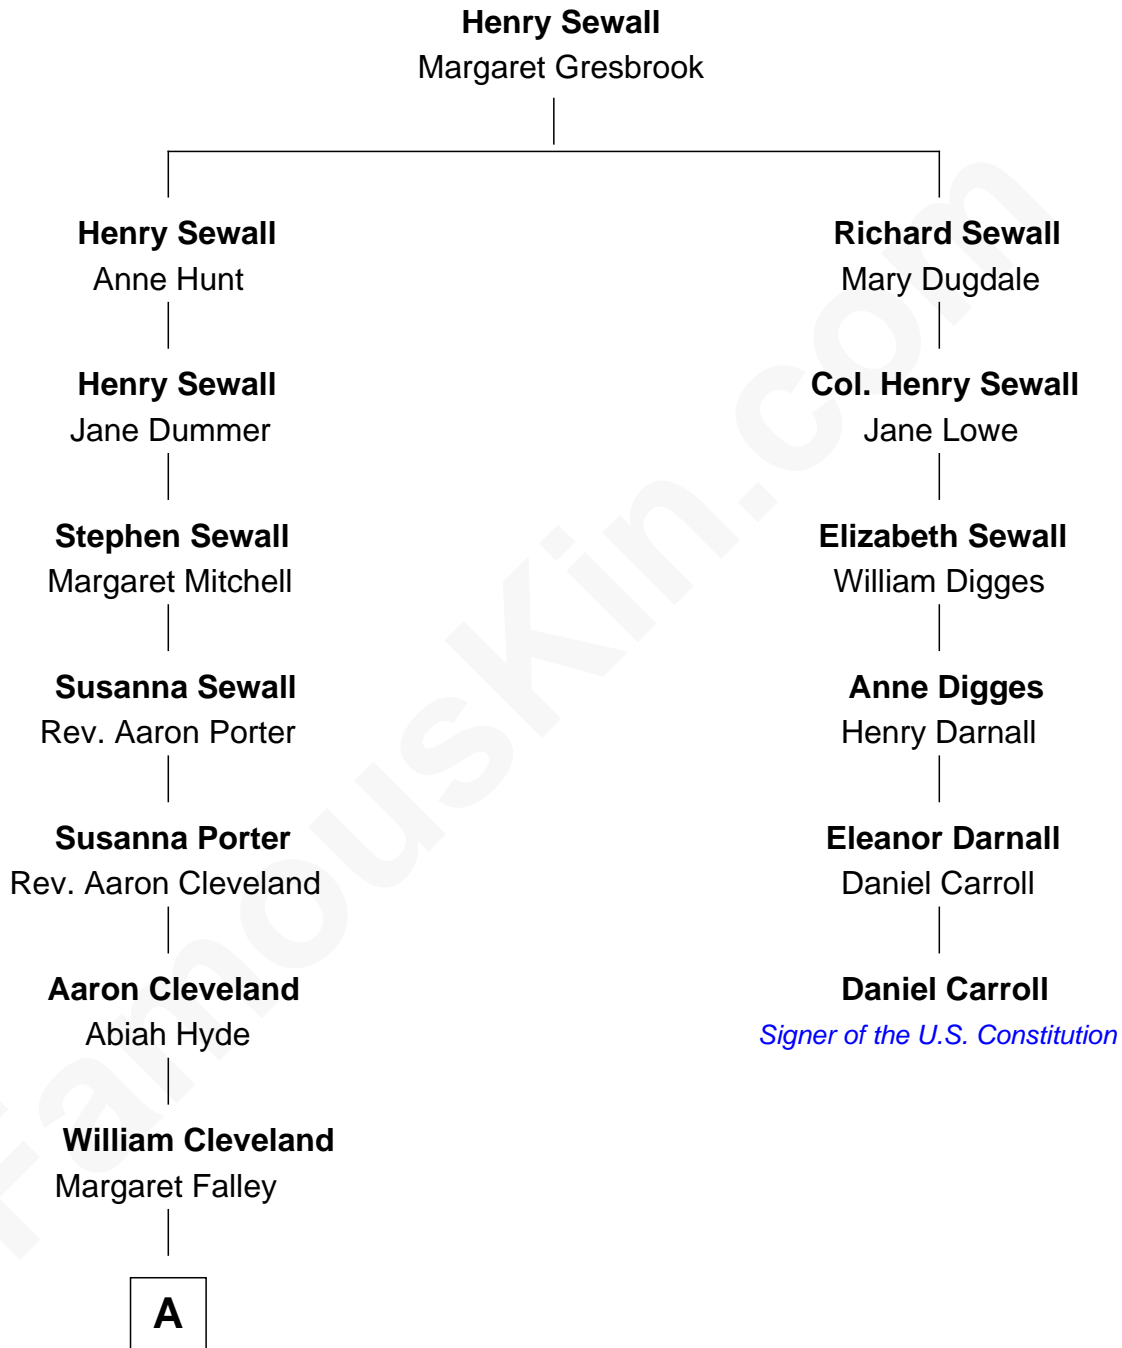 Henry Sewall
Margaret Gresbrook
Henry Sewall
Anne Hunt
Richard Sewall
Mary Dugdale
Henry Sewall
Jane Dummer
Col. Henry Sewall
Jane Lowe
Stephen Sewall
Margaret Mitchell
Elizabeth Sewall
William Digges
Susanna Sewall
Rev. Aaron Porter
Anne Digges
Henry Darnall
Susanna Porter
Rev. Aaron Cleveland
Eleanor Darnall
Daniel Carroll
Aaron Cleveland
Abiah Hyde
Daniel Carroll
Signer of the U.S. Constitution
William Cleveland
Margaret Falley
A
FamousKin.com